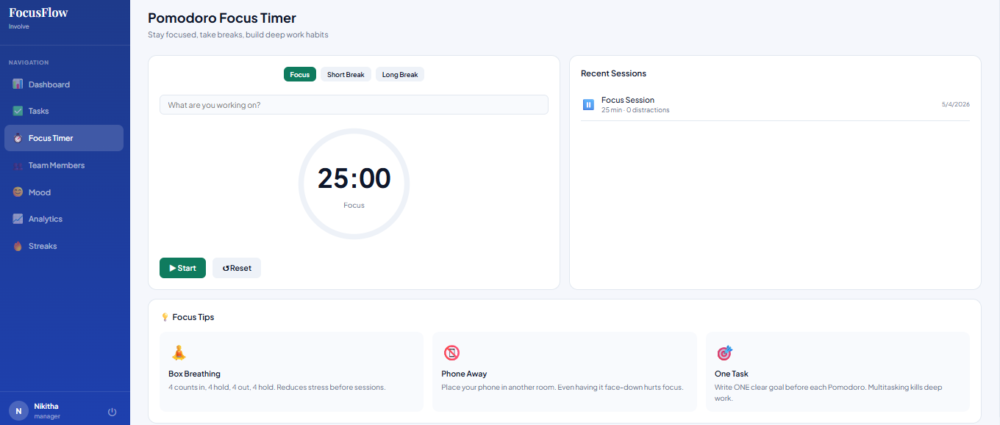 FocusFlow
Involve
NAVIGATION
Dashboard
Tasks
Focus Timer
Team Members
Mood
Analytics
Streaks
N
Nikitha
manager
Pomodoro Focus Timer
Stay focused, take breaks, build deep work habits
Focus
Short Break
Long Break
What are you working on?
25:00
Focus
▶ Start
↺ Reset
Recent Sessions
Focus Session
25 min · 0 distractions
5/4/2026
Focus Tips
Box Breathing
4 counts in, 4 hold, 4 out, 4 hold. Reduces stress before sessions.
Phone Away
Place your phone in another room. Even having it face-down hurts focus.
One Task
Write ONE clear goal before each Pomodoro. Multitasking kills deep
work.